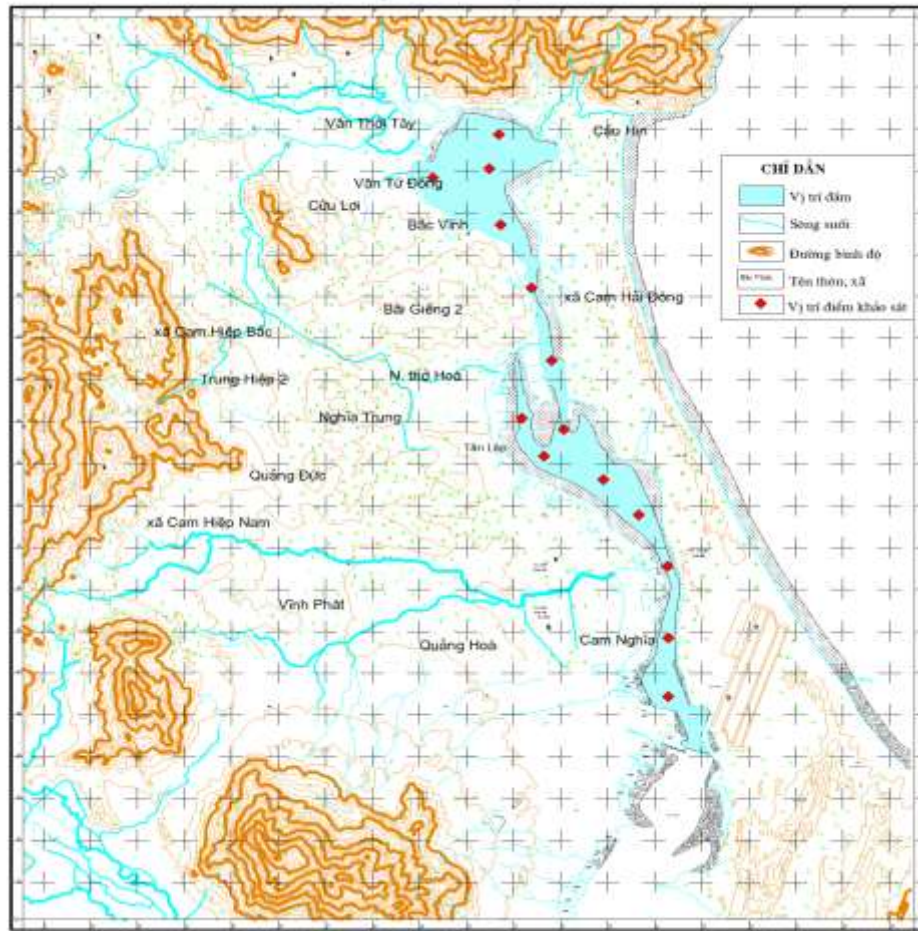 Văn Thới Tây
Cầu Hin
CHỈ DẪN
Vị trí đầm
Sông suối
Đường bình độ
Tên thôn, xã
Vị trí điểm khảo sát
Văn Tứ Đông
Cửu Lợi
Bắc Vĩnh
xã Cam Hải Đông
Bãi Giếng 2
xã Cam Hiệp Bắc
Trung Hiệp 2
N. thờ Hoà
Nghĩa Trung
Tân Lập
Quảng Đức
xã Cam Hiệp Nam
Vĩnh Phát
Quảng Hoà
Cam Nghĩa